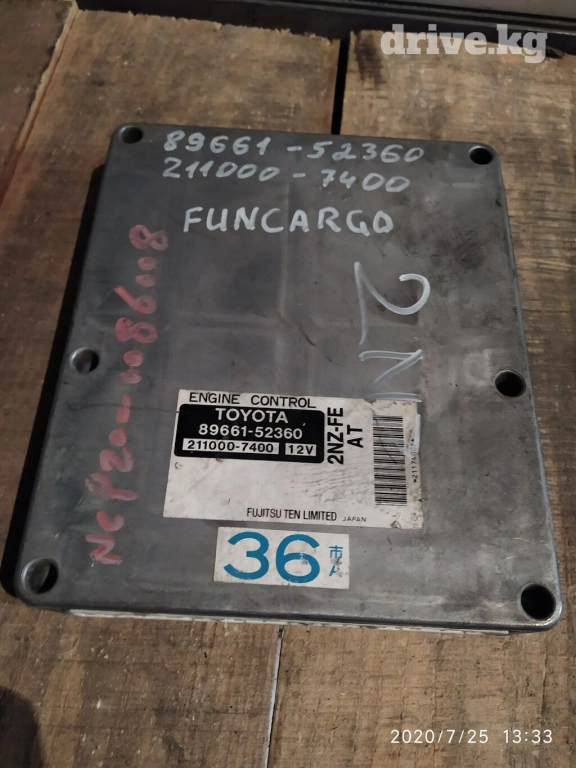 drive.kg
89661-52360
211000-7400
FUNCARGO
2N
ENGINE CONTROL
TOYOTA
89661-52360
211000-7400 12V
2NZ-FE
AT
FUJITSU TEN LIMITED JAPAN
36
2020/7/25 13:33